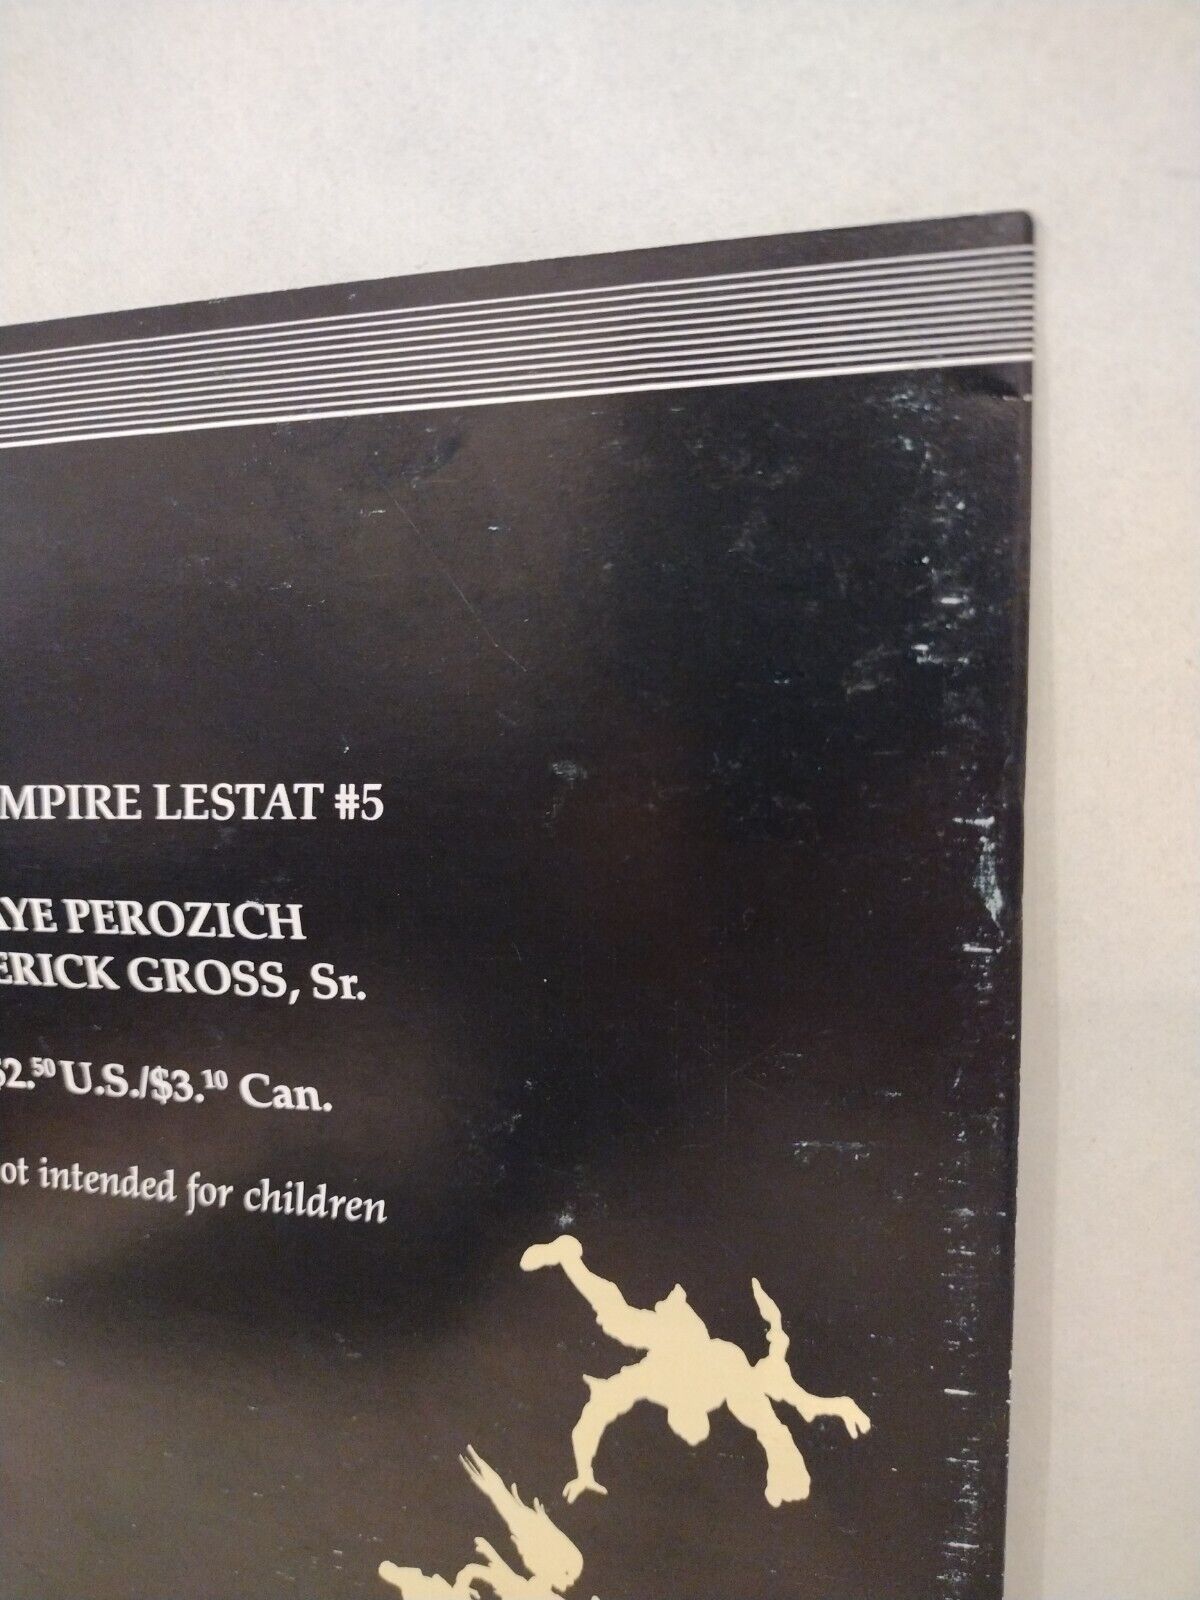 MPIRE LESTAT #5
AYE PEROZICH
ERICK GROSS, Sr.
$2.50 U.S./$3.10 Can.
ot intended for children